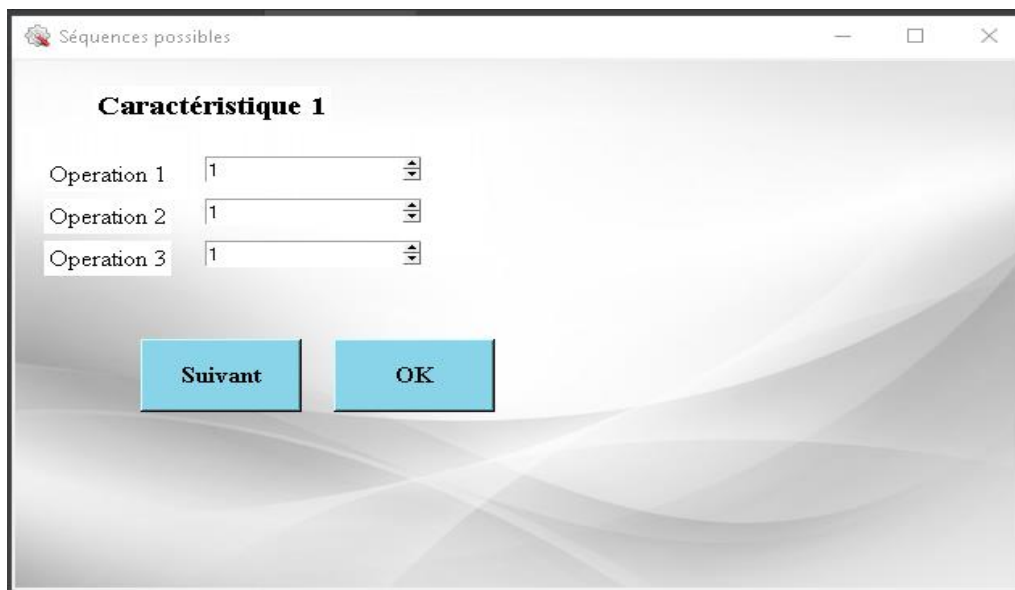 Séquences possibles
Caractéristique 1
Operation 1 1
Operation 2 1
Operation 3 1
Suivant OK